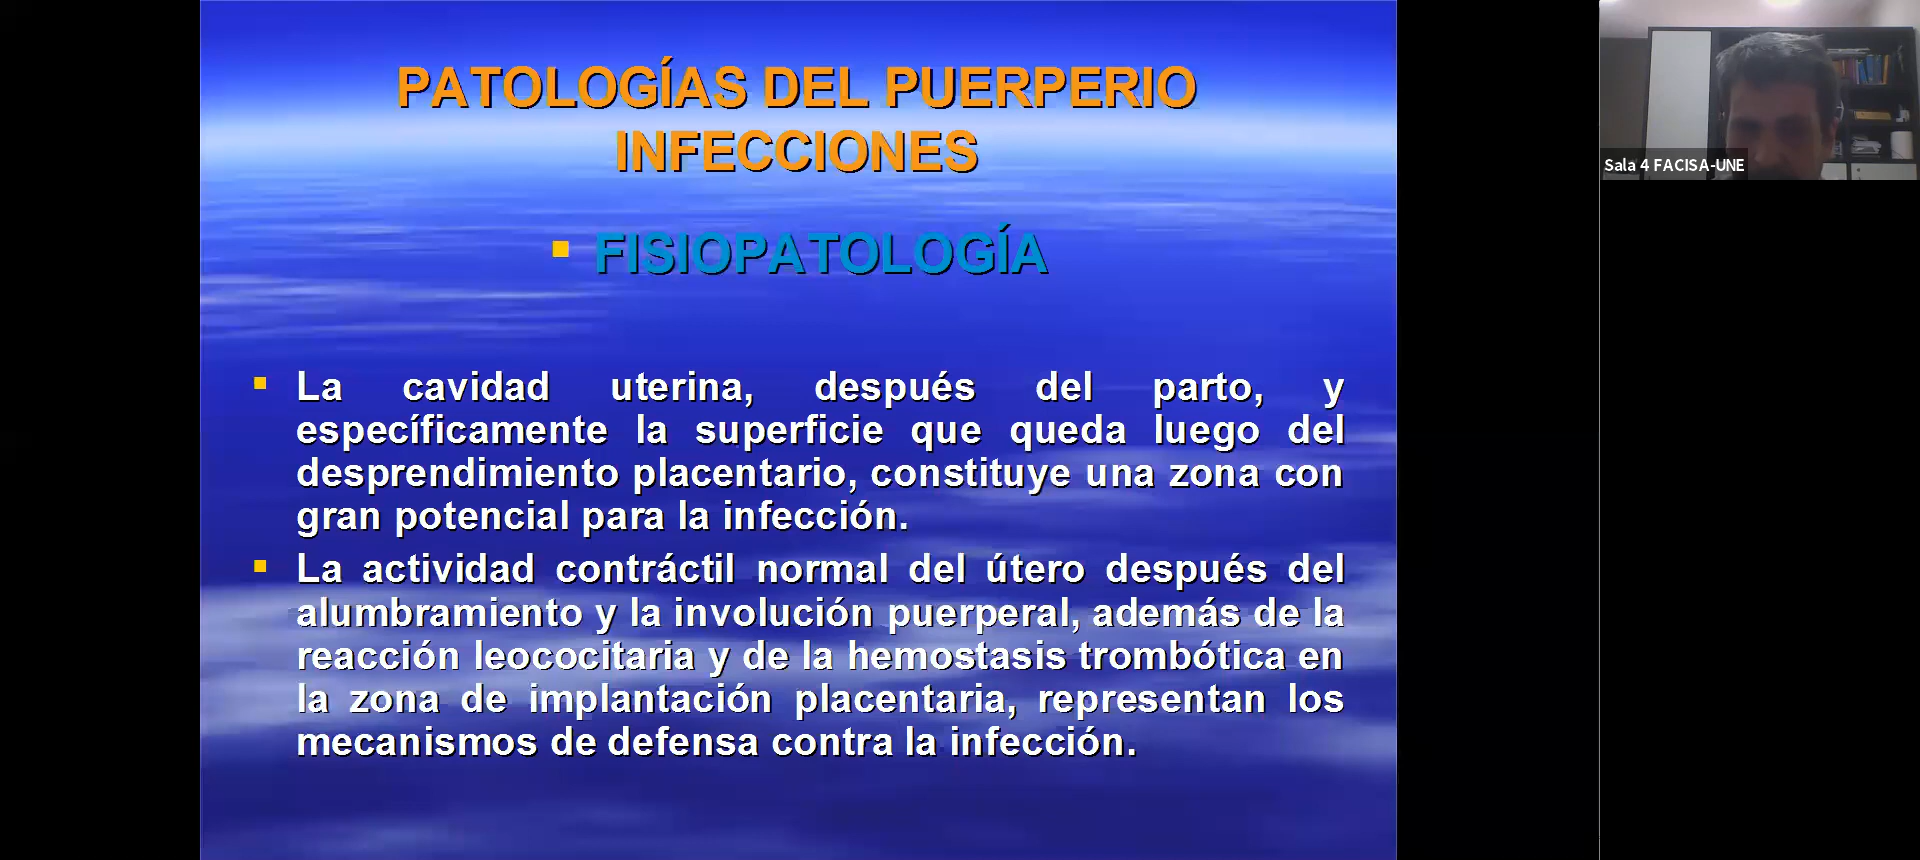 PATOLOGÍAS DEL PUERPERIO
INFECCIONES
FISIOPATOLOGÍA
La cavidad uterina, después del parto, y
específicamente la superficie que queda luego del
desprendimiento placentario, constituye una zona con
gran potencial para la infección.
La actividad contráctil normal del útero después del
alumbramiento y la involución puerperal, además de la
reacción leococitaria y de la hemostasis trombótica en
la zona de implantación placentaria, representan los
mecanismos de defensa contra la infección.
Sala 4 FACISA-UNE